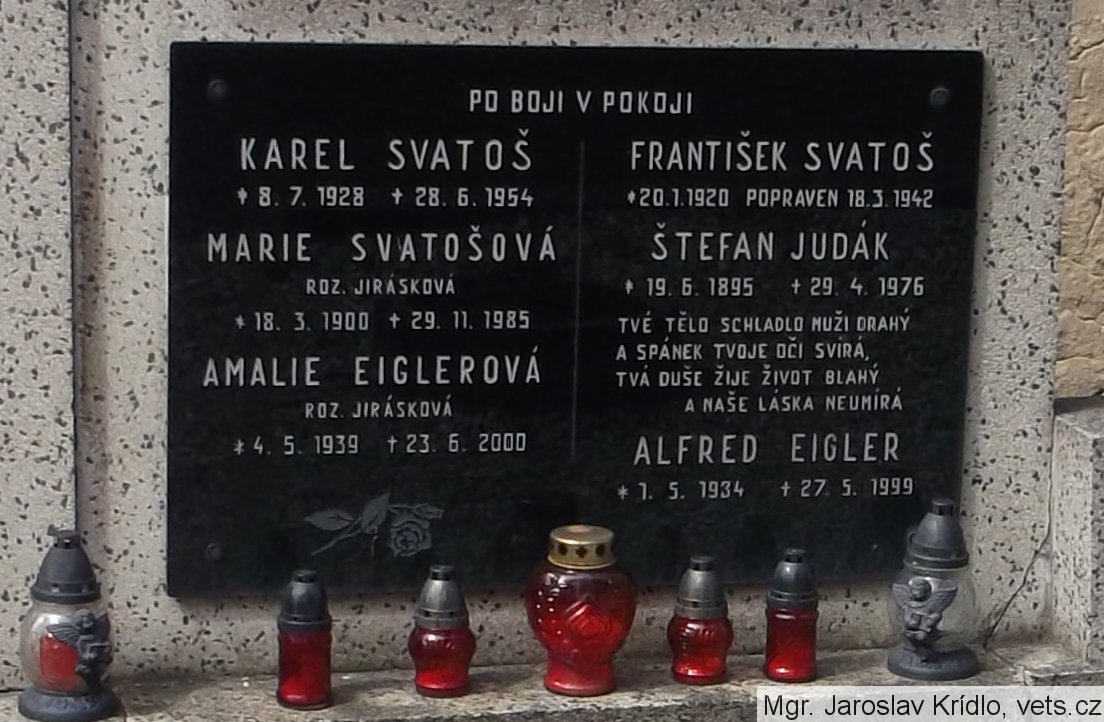 PO BOJI V POKOJI
KAREL SVATOŠ
* 8. 7. 1928 + 28. 6. 1954
MARIE SVATOŠOVÁ
ROZ. JIRÁSKOVÁ
* 18. 3. 1900 + 29. 11. 1985
AMALIE EIGLEROVÁ
ROZ. JIRÁSKOVÁ
* 4. 5. 1939 + 23. 6. 2000
FRANTIŠEK SVATOŠ
*20.1.1920 POPRAVEN 18.3.1942
ŠTEFAN JUDÁK
* 19. 6. 1895 + 29. 4. 1976
TVÉ TĚLO SCHLADLO MUŽI DRAHÝ
A SPÁNEK TVOJE OČI SVÍRÁ,
TVÁ DUŠE ŽIJE ŽIVOT BLAHÝ
A NAŠE LÁSKA NEUMÍRÁ
ALFRED EIGLER
* 1. 5. 1934 + 27. 5. 1999
Mgr. Jaroslav Krídlo, vets.cz